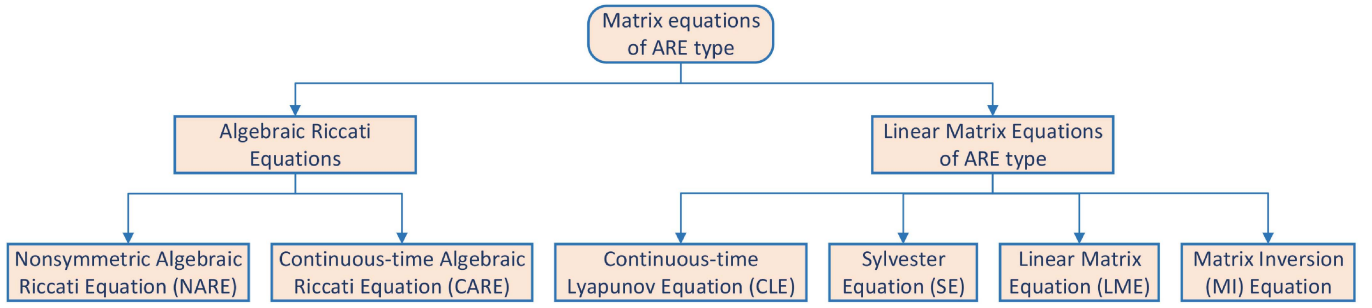 Matrix equations
of ARE type
Algebraic Riccati
Equations
Linear Matrix Equations
of ARE type
Nonsymmetric Algebraic
Riccati Equation (NARE)
Continuous-time Algebraic
Riccati Equation (CARE)
Continuous-time
Lyapunov Equation (CLE)
Sylvester
Equation (SE)
Linear Matrix
Equation (LME)
Matrix Inversion
(MI) Equation